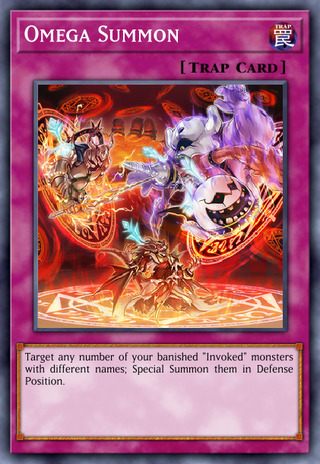 Omega Summon
TRAP
罠
[ Trap Card ]
Target any number of your banished "Invoked" monsters
with different names; Special Summon them in Defense
Position.